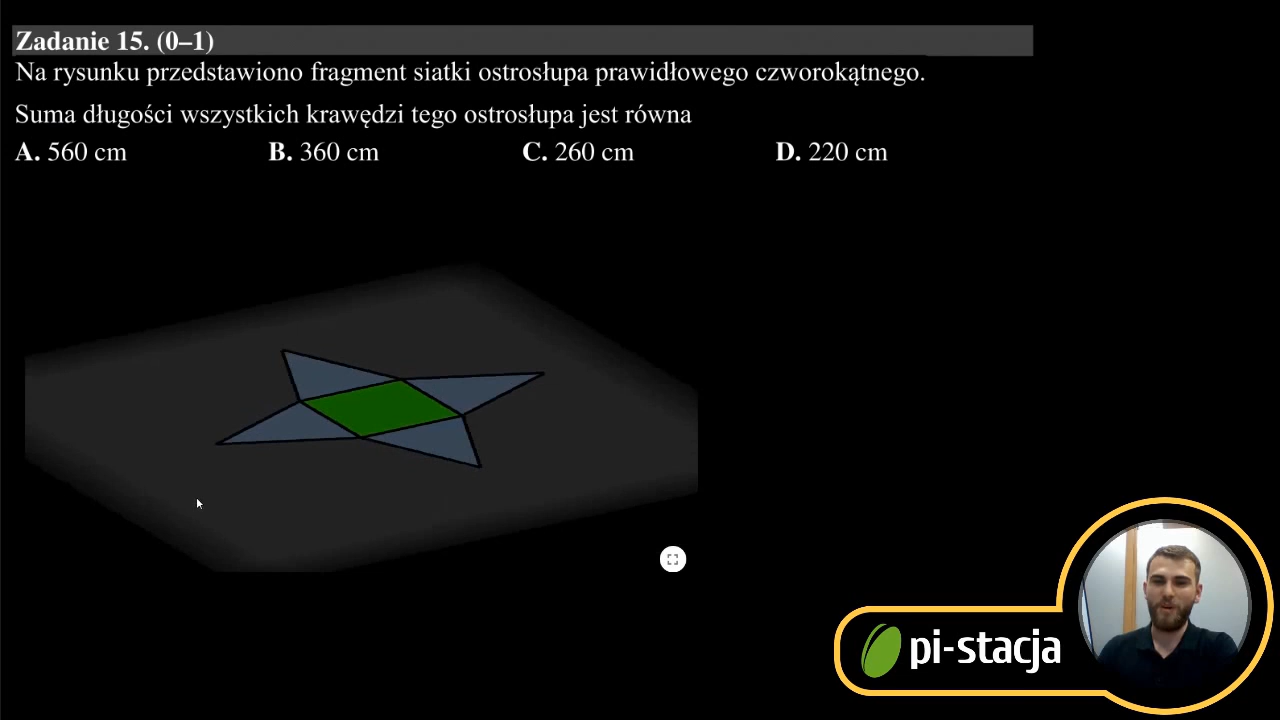 Zadanie 15. (0–1)
Na rysunku przedstawiono fragment siatki ostrosłupa prawidłowego czworokątnego.
Suma długości wszystkich krawędzi tego ostrosłupa jest równa
A. 560 cm B. 360 cm C. 260 cm D. 220 cm
pi-stacja